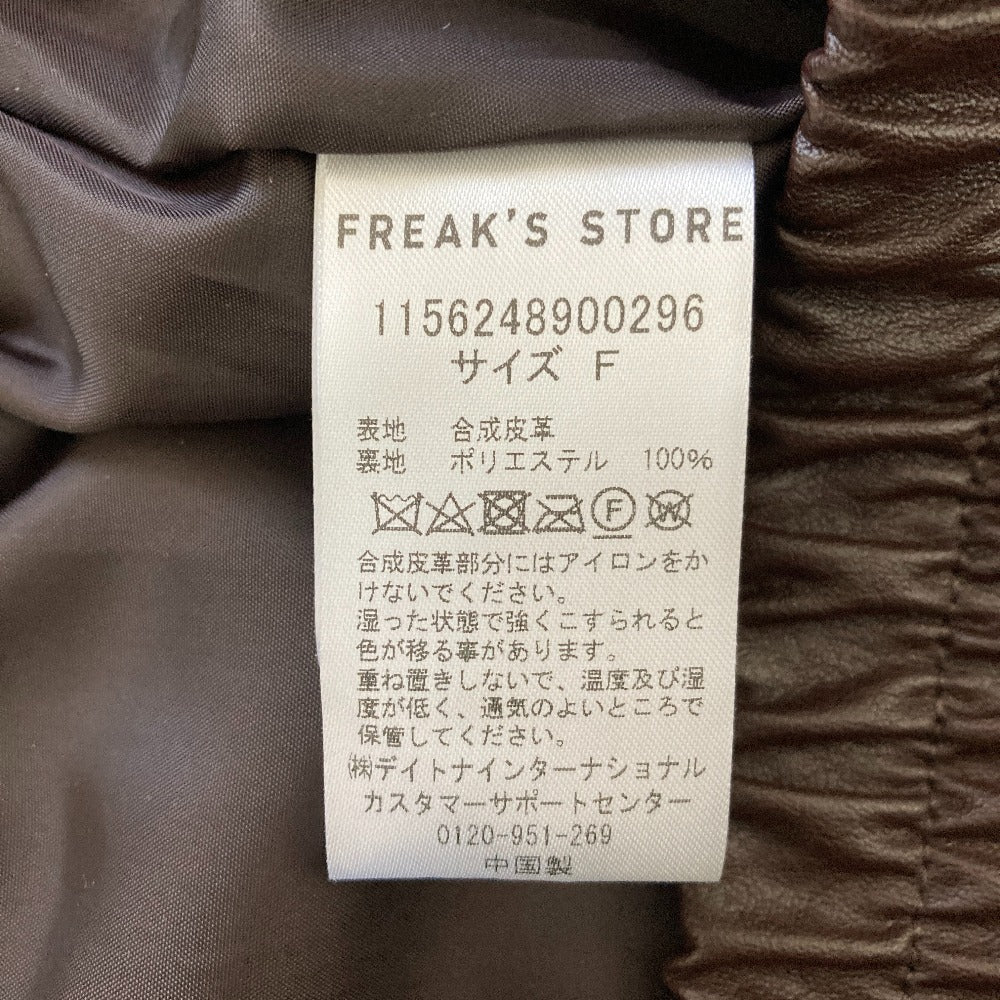 FREAK'S STORE
1156248900296
サイズ F
表地 合成皮革
裏地 ポリエステル 100%
F W
合成皮革部分にはアイロンをか
けないでください。
湿った状態で強くこすられると
色が移る事があります。
重ね置きしないで、温度及び湿
度が低く、通気のよいところで
保管してください。
㈱デイトナインターナショナル
カスタマーサポートセンター
0120-951-269
中国製